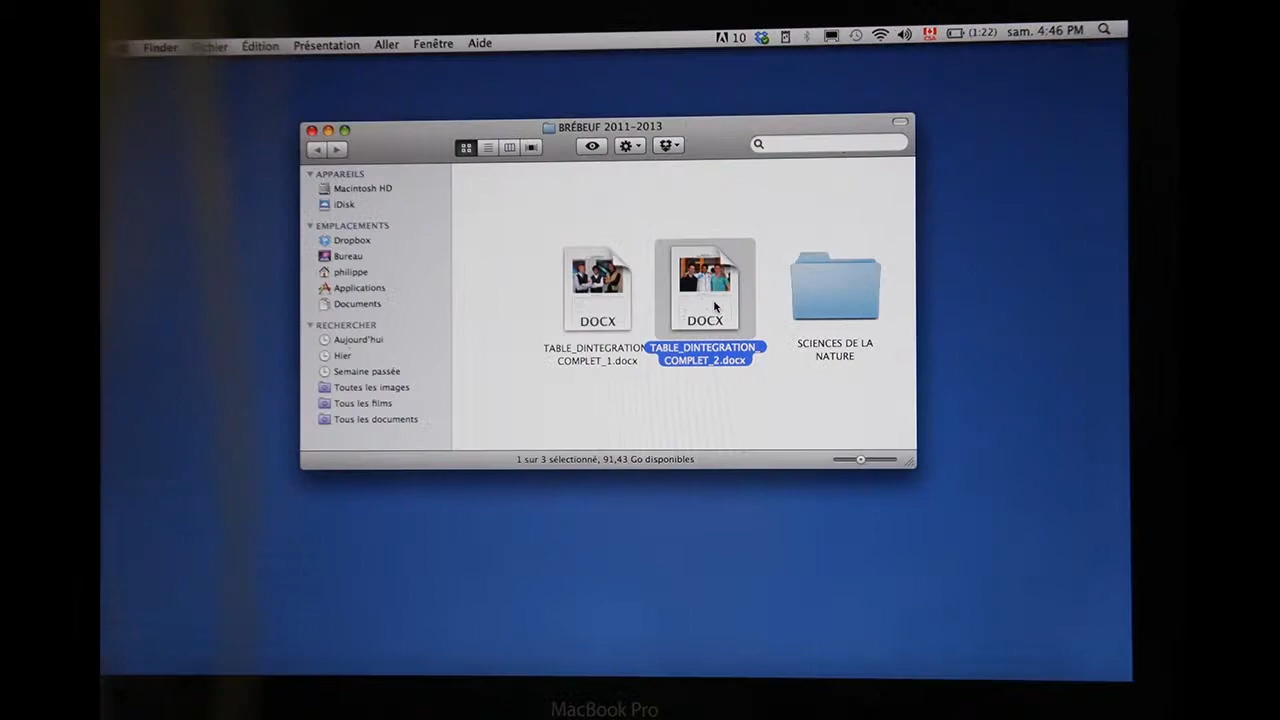 Finder Fichier Édition Présentation Aller Fenêtre Aide 10 CSA (1:22) sam. 4:46 PM
BRÉBEUF 2011-2013
APPAREILS
Macintosh HD
iDisk
EMPLACEMENTS
Dropbox
Bureau
philippe
Applications
Documents
RECHERCHER
Aujourd'hui
Hier
Semaine passée
Toutes les images
Tous les films
Tous les documents
DOCX
TABLE_DINTEGRATION
COMPLET_1.docx
DOCX
TABLE_DINTEGRATION_
COMPLET_2.docx
SCIENCES DE LA
NATURE
1 sur 3 sélectionné, 91,43 Go disponibles
MacBook Pro